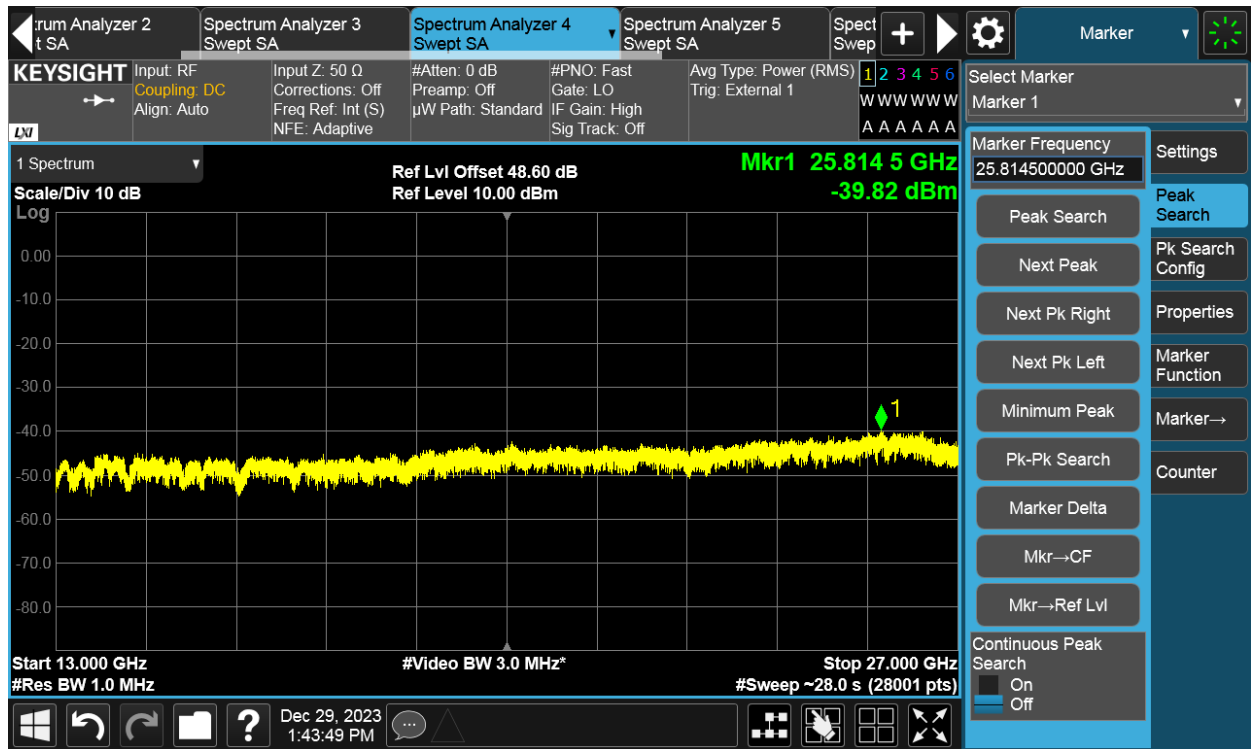 trum Analyzer 2
t SA
Spectrum Analyzer 3
Swept SA
Spectrum Analyzer 4
Swept SA
Spectrum Analyzer 5
Swept SA
Spect
Swep
Marker
KEYSIGHT
LXI
Input: RF
Coupling: DC
Align: Auto
Input Z: 50 Ω
Corrections: Off
Freq Ref: Int (S)
NFE: Adaptive
#Atten: 0 dB
Preamp: Off
µW Path: Standard
#PNO: Fast
Gate: LO
IF Gain: High
Sig Track: Off
Avg Type: Power (RMS)
Trig: External 1
1 2 3 4 5 6
W W W W W W
A A A A A A
Select Marker
Marker 1
1 Spectrum
Scale/Div 10 dB
Log
Ref Lvl Offset 48.60 dB
Ref Level 10.00 dBm
Mkr1 25.814 5 GHz
-39.82 dBm
0.00
-10.0
-20.0
-30.0
-40.0
-50.0
-60.0
-70.0
-80.0
1
Start 13.000 GHz
#Res BW 1.0 MHz
#Video BW 3.0 MHz*
Stop 27.000 GHz
#Sweep ~28.0 s (28001 pts)
Marker Frequency
25.814500000 GHz
Peak Search
Next Peak
Next Pk Right
Next Pk Left
Minimum Peak
Pk-Pk Search
Marker Delta
Mkr→CF
Mkr→Ref Lvl
Continuous Peak
Search
On
Off
Settings
Peak
Search
Pk Search
Config
Properties
Marker
Function
Marker→
Counter
?
Dec 29, 2023
1:43:49 PM